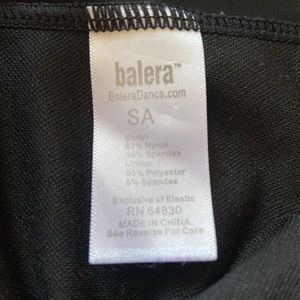 balera™
BaleraDance.com
SA
Body:
82% Nylon
18% Spandex
Lining:
95% Polyester
5% Spandex
Exclusive of Elastic
RN 64830
MADE IN CHINA
See Reverse For Care